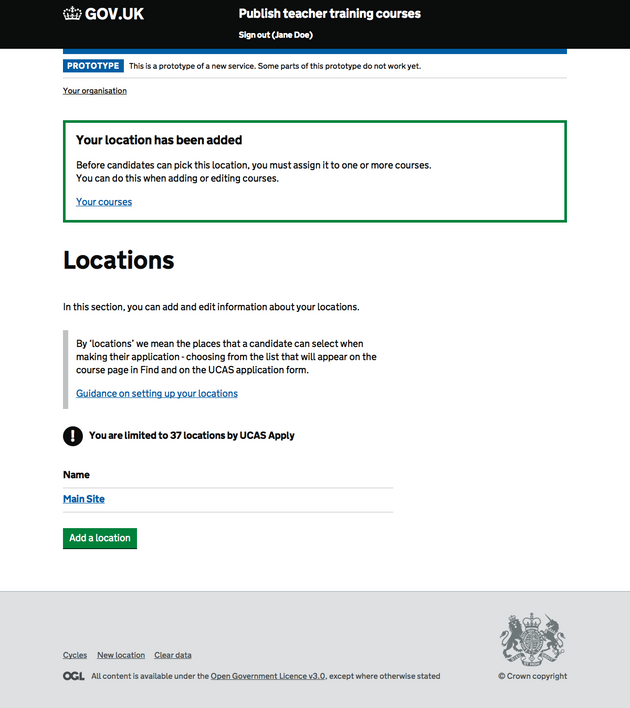 GOV.UK
Publish teacher training courses
Sign out (Jane Doe)
PROTOTYPE This is a prototype of a new service. Some parts of this prototype do not work yet.
Your organisation
Your location has been added
Before candidates can pick this location, you must assign it to one or more courses.
You can do this when adding or editing courses.
Your courses
Locations
In this section, you can add and edit information about your locations.
By ‘locations’ we mean the places that a candidate can select when
making their application - choosing from the list that will appear on the
course page in Find and on the UCAS application form.
Guidance on setting up your locations
! You are limited to 37 locations by UCAS Apply
Name
Main Site
Add a location
Cycles New location Clear data
OGL All content is available under the Open Government Licence v3.0, except where otherwise stated
© Crown copyright